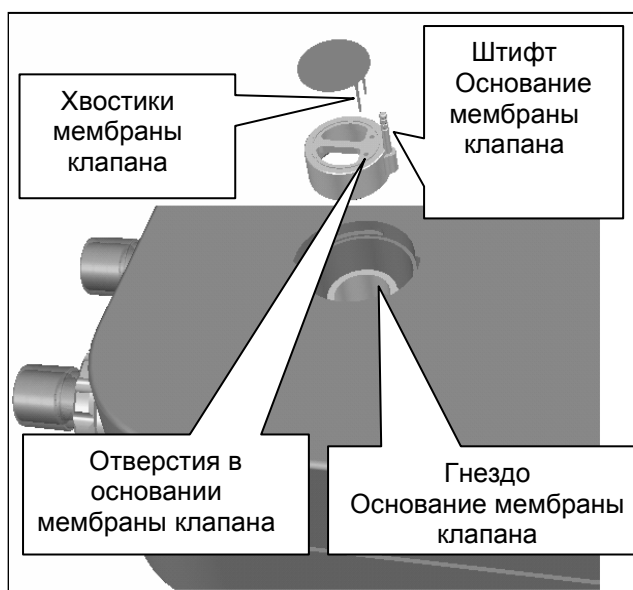 Хвостики
мембраны
клапана
Штифт
Основание
мембраны
клапана
Отверстия в
основании
мембраны клапана
Гнездо
Основание мембраны
клапана